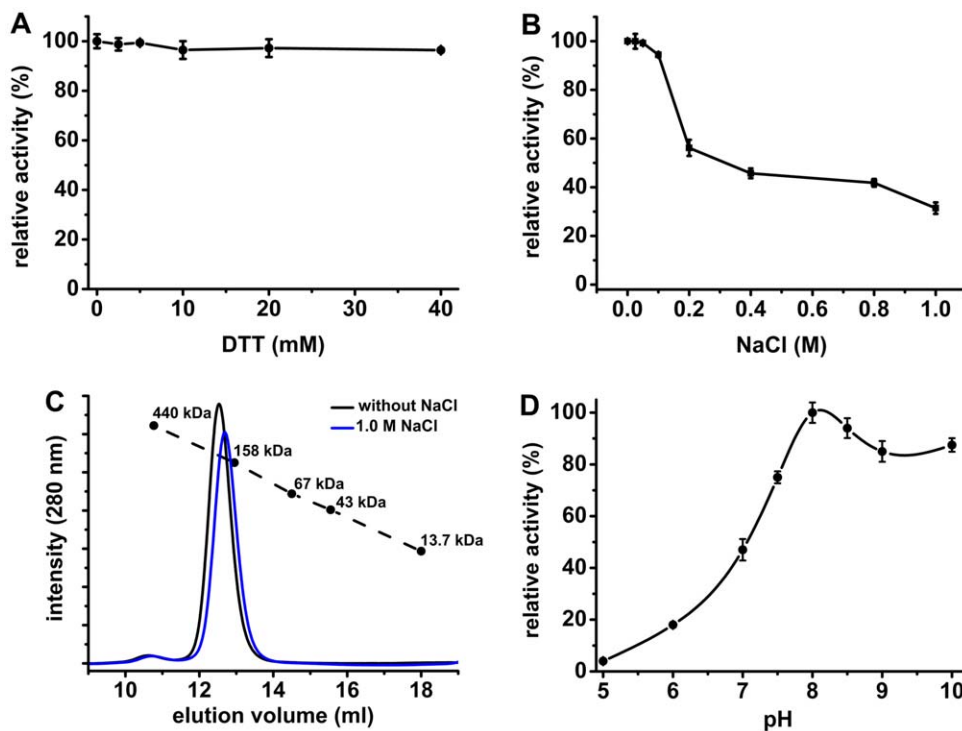 A
relative activity (%)
100
80
60
40
20
0
0 10 20 30 40
DTT (mM)
B
relative activity (%)
100
80
60
40
20
0
0.0 0.2 0.4 0.6 0.8 1.0
NaCl (M)
C
intensity (280 nm)
without NaCl
1.0 M NaCl
440 kDa
158 kDa
67 kDa
43 kDa
13.7 kDa
10 12 14 16 18
elution volume (ml)
D
relative activity (%)
100
80
60
40
20
0
5 6 7 8 9 10
pH